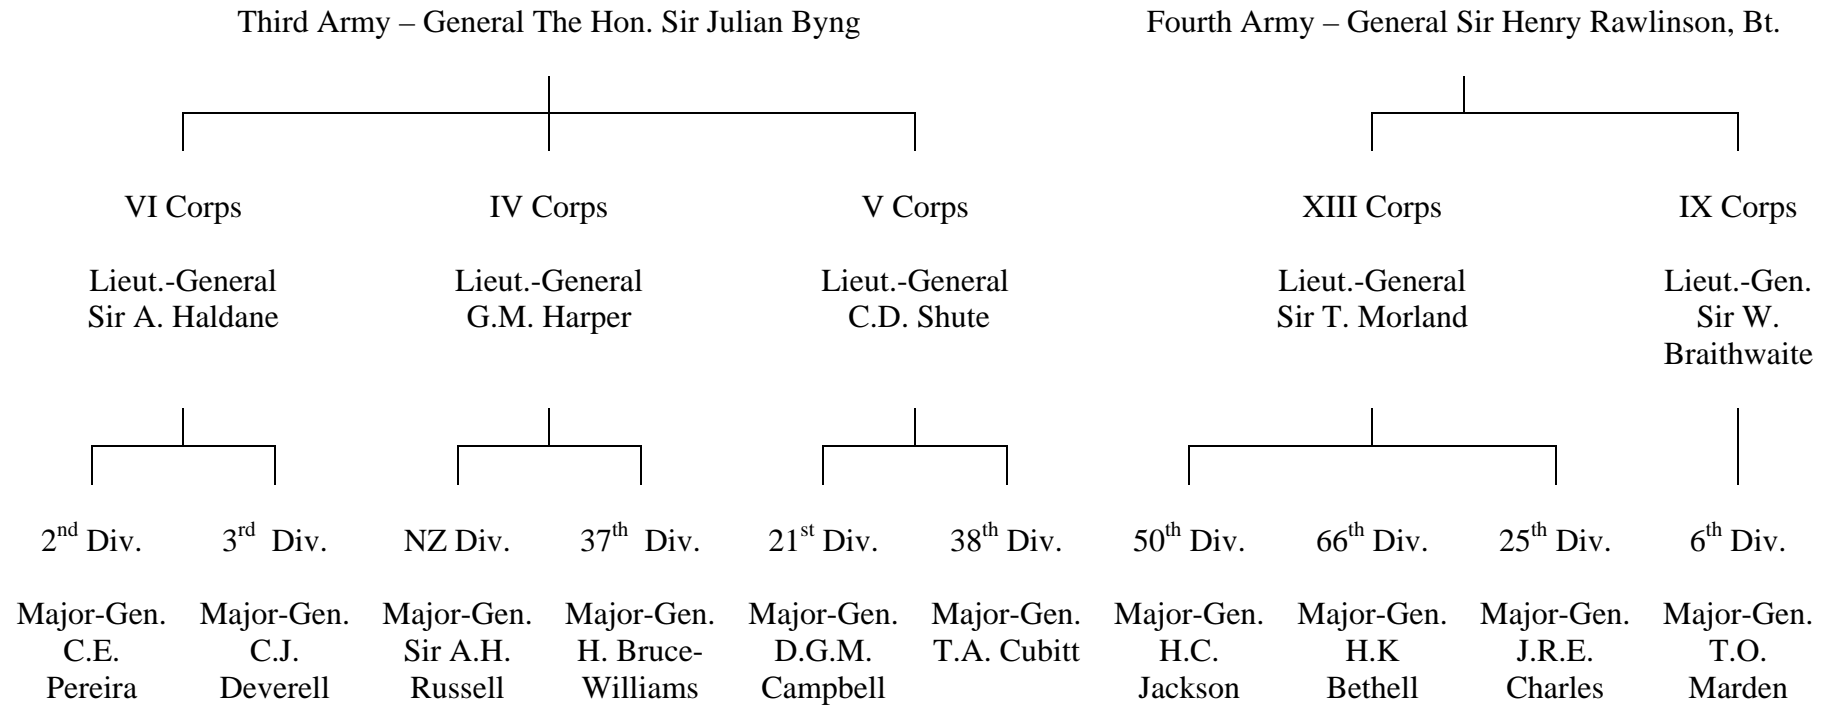 Third Army – General The Hon. Sir Julian Byng
Fourth Army – General Sir Henry Rawlinson, Bt.
VI Corps
IV Corps
V Corps
XIII Corps
IX Corps
Lieut.-General
Sir A. Haldane
Lieut.-General
G.M. Harper
Lieut.-General
C.D. Shute
Lieut.-General
Sir T. Morland
Lieut.-Gen.
Sir W.
Braithwaite
2nd Div.
3rd Div.
NZ Div.
37th Div.
21st Div.
38th Div.
50th Div.
66th Div.
25th Div.
6th Div.
Major-Gen.
C.E.
Pereira
Major-Gen.
C.J.
Deverell
Major-Gen.
Sir A.H.
Russell
Major-Gen.
H. Bruce-
Williams
Major-Gen.
D.G.M.
Campbell
Major-Gen.
T.A. Cubitt
Major-Gen.
H.C.
Jackson
Major-Gen.
H.K
Bethell
Major-Gen.
J.R.E.
Charles
Major-Gen.
T.O.
Marden